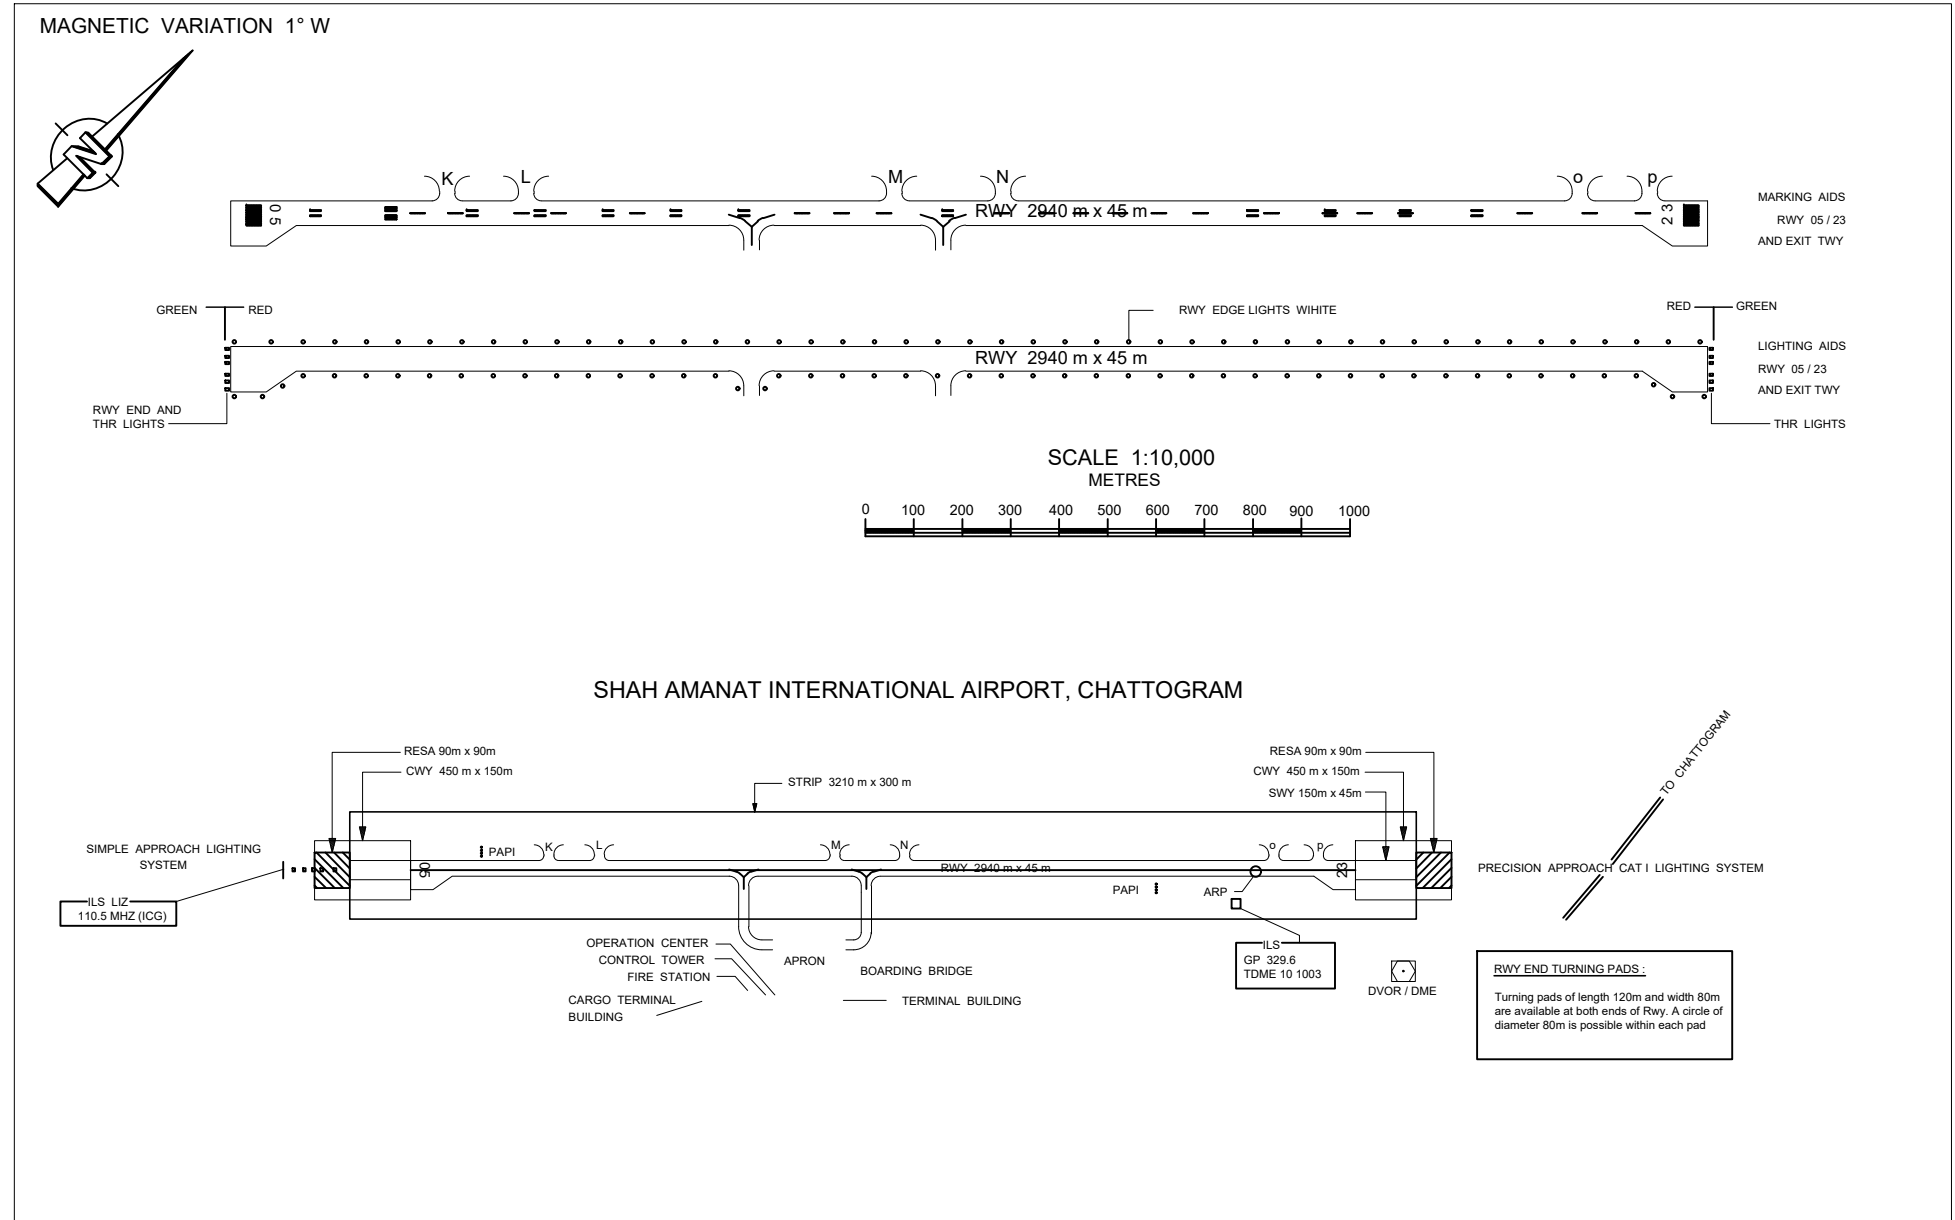 MAGNETIC VARIATION 1° W
N
K L M N o p
05
RWY 2940 m x 45 m
23
MARKING AIDS
RWY 05 / 23
AND EXIT TWY
GREEN RED
RWY EDGE LIGHTS WIHITE
RED GREEN
RWY 2940 m x 45 m
LIGHTING AIDS
RWY 05 / 23
AND EXIT TWY
RWY END AND
THR LIGHTS
THR LIGHTS
SCALE 1:10,000
METRES
0 100 200 300 400 500 600 700 800 900 1000
SHAH AMANAT INTERNATIONAL AIRPORT, CHATTOGRAM
RESA 90m x 90m
CWY 450 m x 150m
STRIP 3210 m x 300 m
RESA 90m x 90m
CWY 450 m x 150m
SWY 150m x 45m
TO CHATTOGRAM
SIMPLE APPROACH LIGHTING
SYSTEM
PAPI
K L M N o p
05
RWY 2940 m x 45 m
23
PRECISION APPROACH CAT I LIGHTING SYSTEM
PAPI
ARP
ILS LIZ
110.5 MHZ (ICG)
OPERATION CENTER
CONTROL TOWER
FIRE STATION
CARGO TERMINAL
BUILDING
APRON
BOARDING BRIDGE
TERMINAL BUILDING
ILS
GP 329.6
TDME 10 1003
DVOR / DME
RWY END TURNING PADS :
Turning pads of length 120m and width 80m
are available at both ends of Rwy. A circle of
diameter 80m is possible within each pad